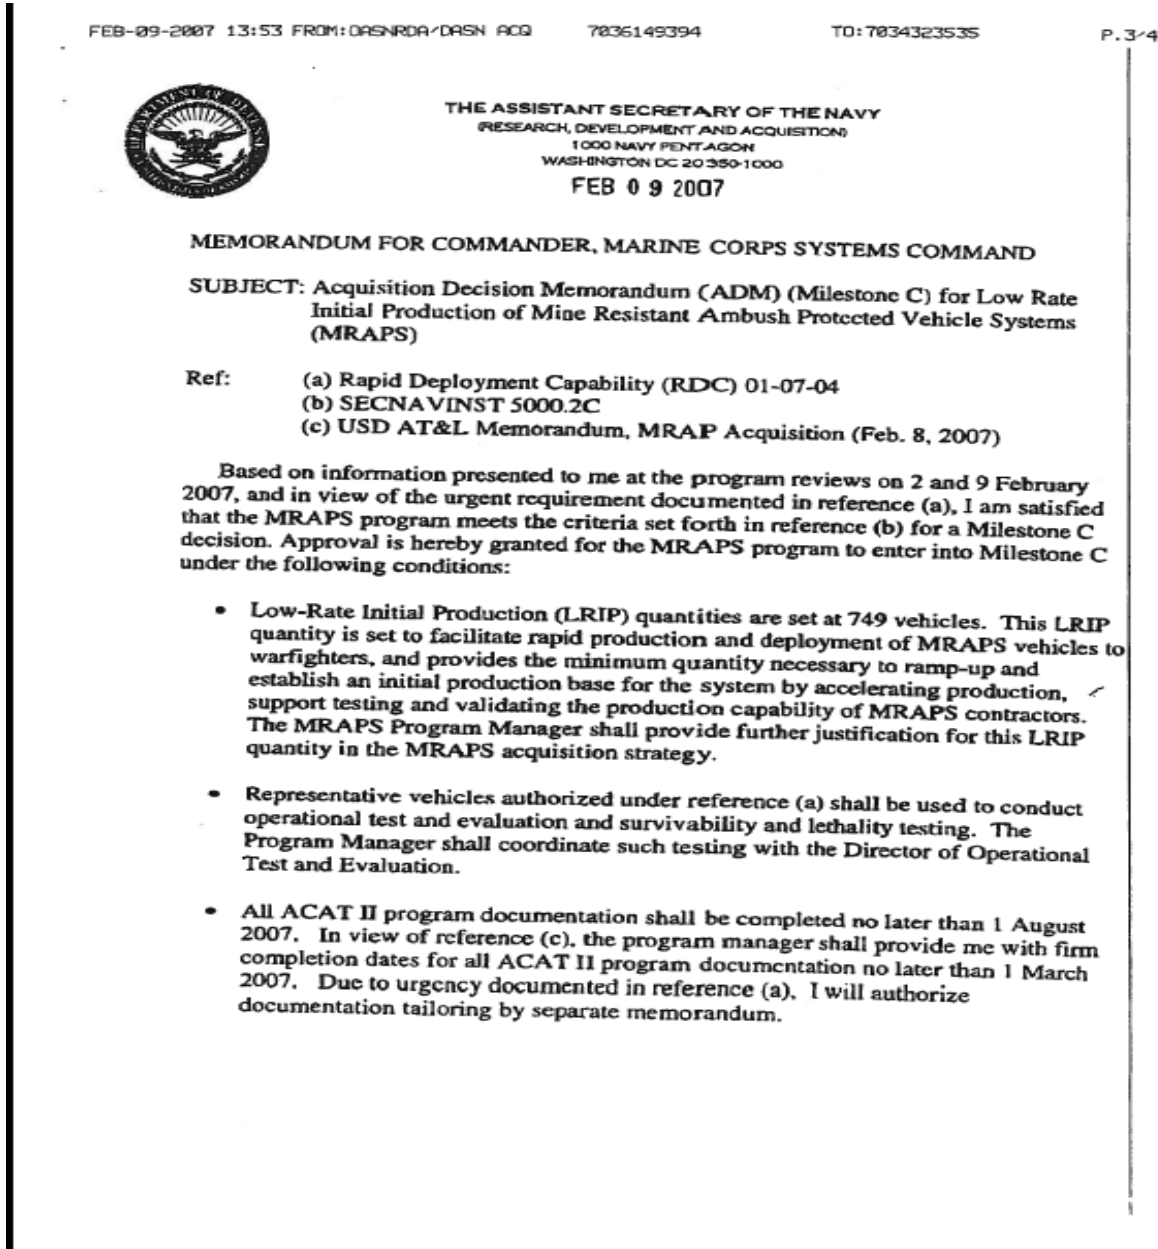 FEB-09-2007 13:53 FROM:DASNRDA/DASN ACQ 7036149394 TO:7034323535 P.3/4
THE ASSISTANT SECRETARY OF THE NAVY
(RESEARCH, DEVELOPMENT AND ACQUISITION)
1000 NAVY PENTAGON
WASHINGTON DC 20350-1000
FEB 09 2007
MEMORANDUM FOR COMMANDER, MARINE CORPS SYSTEMS COMMAND
SUBJECT: Acquisition Decision Memorandum (ADM) (Milestone C) for Low Rate
Initial Production of Mine Resistant Ambush Protected Vehicle Systems
(MRAPS)
Ref: (a) Rapid Deployment Capability (RDC) 01-07-04
(b) SECNAVINST 5000.2C
(c) USD AT&L Memorandum, MRAP Acquisition (Feb. 8, 2007)
Based on information presented to me at the program reviews on 2 and 9 February
2007, and in view of the urgent requirement documented in reference (a), I am satisfied
that the MRAPS program meets the criteria set forth in reference (b) for a Milestone C
decision. Approval is hereby granted for the MRAPS program to enter into Milestone C
under the following conditions:
• Low-Rate Initial Production (LRIP) quantities are set at 749 vehicles. This LRIP
quantity is set to facilitate rapid production and deployment of MRAPS vehicles to
warfighters, and provides the minimum quantity necessary to ramp-up and
establish an initial production base for the system by accelerating production,
support testing and validating the production capability of MRAPS contractors.
The MRAPS Program Manager shall provide further justification for this LRIP
quantity in the MRAPS acquisition strategy.
• Representative vehicles authorized under reference (a) shall be used to conduct
operational test and evaluation and survivability and lethality testing. The
Program Manager shall coordinate such testing with the Director of Operational
Test and Evaluation.
• All ACAT II program documentation shall be completed no later than 1 August
2007. In view of reference (c), the program manager shall provide me with firm
completion dates for all ACAT II program documentation no later than 1 March
2007. Due to urgency documented in reference (a), I will authorize
documentation tailoring by separate memorandum.